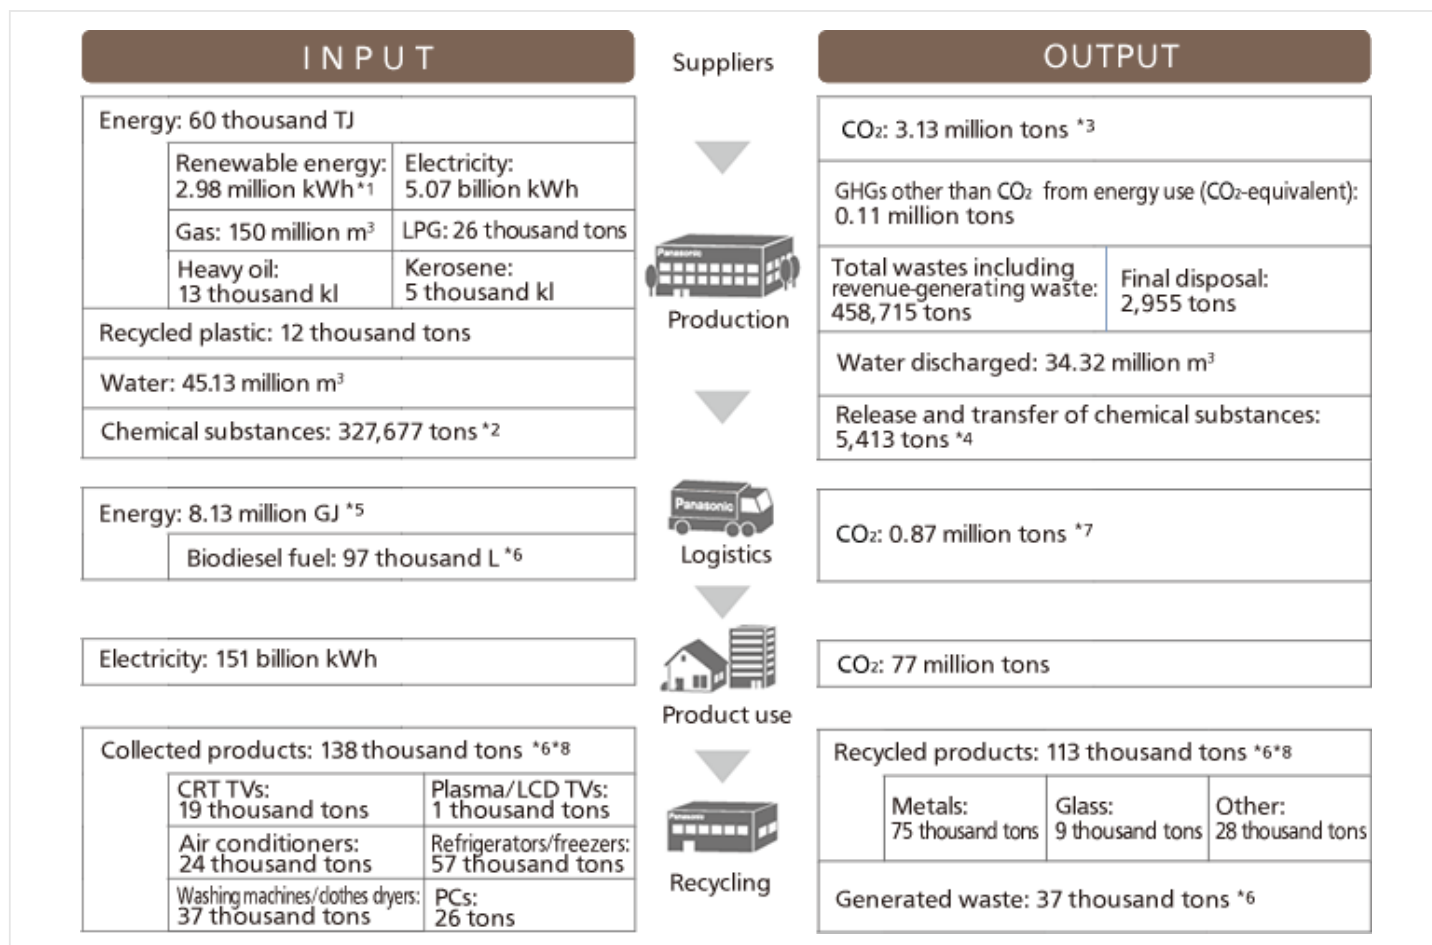 INPUT
Suppliers
OUTPUT
Energy: 60 thousand TJ
Renewable energy:
2.98 million kWh*1
Electricity:
5.07 billion kWh
Gas: 150 million m³
LPG: 26 thousand tons
Heavy oil:
13 thousand kl
Kerosene:
5 thousand kl
Recycled plastic: 12 thousand tons
Water: 45.13 million m³
Chemical substances: 327,677 tons *2
Panasonic
Production
CO₂: 3.13 million tons *3
GHGs other than CO₂ from energy use (CO₂-equivalent):
0.11 million tons
Total wastes including
revenue-generating waste:
458,715 tons
Final disposal:
2,955 tons
Water discharged: 34.32 million m³
Release and transfer of chemical substances:
5,413 tons *4
Energy: 8.13 million GJ *5
Biodiesel fuel: 97 thousand L *6
Panasonic
Logistics
CO₂: 0.87 million tons *7
Electricity: 151 billion kWh
Product use
CO₂: 77 million tons
Collected products: 138 thousand tons *6*8
CRT TVs:
19 thousand tons
Plasma/LCD TVs:
1 thousand tons
Air conditioners:
24 thousand tons
Refrigerators/freezers:
57 thousand tons
Washing machines/clothes dryers:
37 thousand tons
PCs:
26 tons
Panasonic
Recycling
Recycled products: 113 thousand tons *6*8
Metals:
75 thousand tons
Glass:
9 thousand tons
Other:
28 thousand tons
Generated waste: 37 thousand tons *6